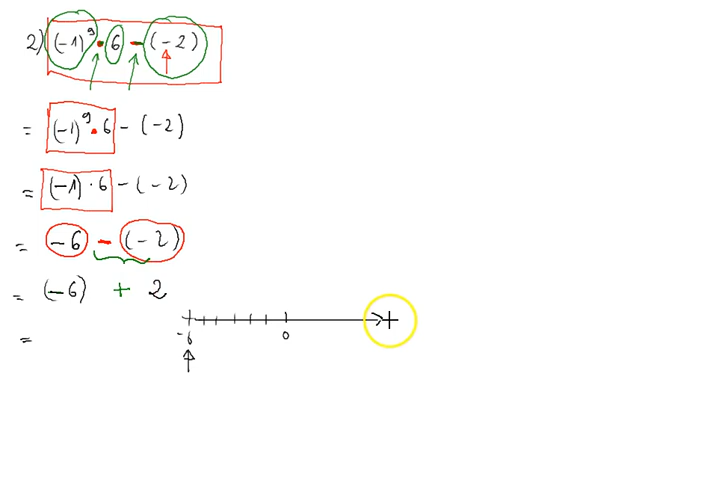 2) (-1)⁹ · 6 - (-2)
= (-1)⁹ · 6 - (-2)
= (-1) · 6 - (-2)
= -6 - (-2)
= (-6) + 2
+
-6 0
=